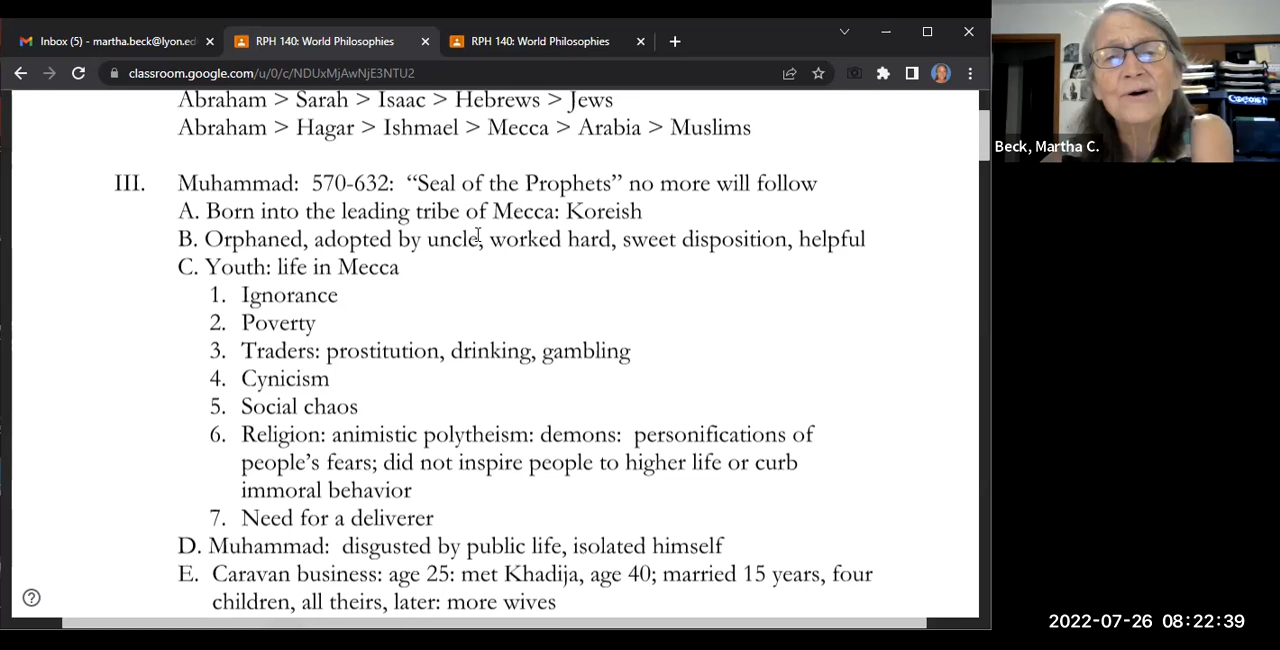 Inbox (5) - martha.beck@lyon.ed
RPH 140: World Philosophies
RPH 140: World Philosophies
classroom.google.com/u/0/c/NDUxMjAwNjE3NTU2
Abraham > Sarah > Isaac > Hebrews > Jews
Abraham > Hagar > Ishmael > Mecca > Arabia > Muslims
III. Muhammad: 570-632: “Seal of the Prophets” no more will follow
A. Born into the leading tribe of Mecca: Koreish
B. Orphaned, adopted by uncle, worked hard, sweet disposition, helpful
C. Youth: life in Mecca
1. Ignorance
2. Poverty
3. Traders: prostitution, drinking, gambling
4. Cynicism
5. Social chaos
6. Religion: animistic polytheism: demons: personifications of
people’s fears; did not inspire people to higher life or curb
immoral behavior
7. Need for a deliverer
D. Muhammad: disgusted by public life, isolated himself
E. Caravan business: age 25: met Khadija, age 40; married 15 years, four
children, all theirs, later: more wives
Beck, Martha C.
2022-07-26 08:22:39